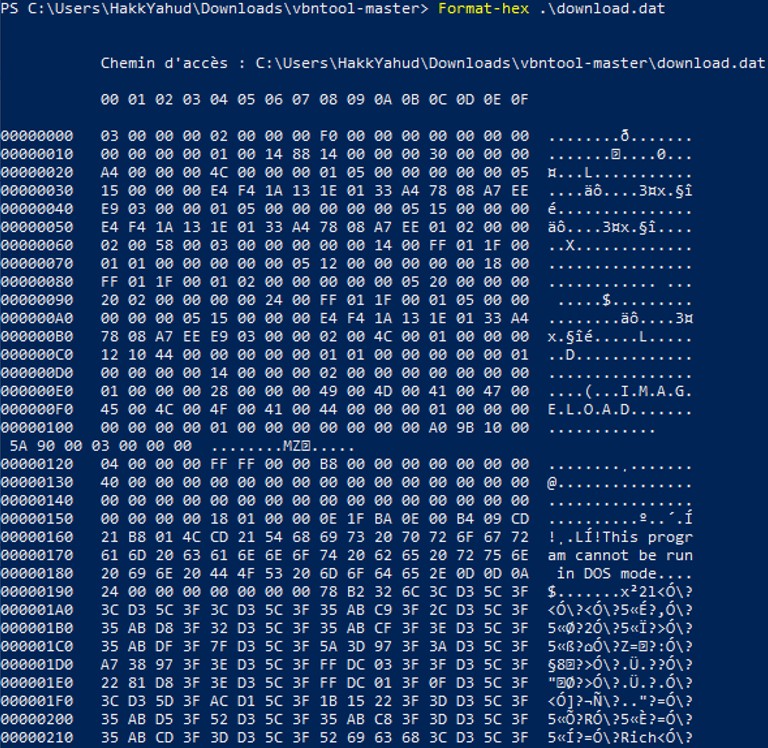 PS C:\Users\HakkYahud\Downloads\vbntool-master> Format-hex .\download.dat
Chemin d'accès : C:\Users\HakkYahud\Downloads\vbntool-master\download.dat
00 01 02 03 04 05 06 07 08 09 0A 0B 0C 0D 0E 0F
00000000 03 00 00 00 02 00 00 00 F0 00 00 00 00 00 00 00 ........ð.......
00000010 00 00 00 00 01 00 14 88 14 00 00 00 30 00 00 00 .......�....0...
00000020 A4 00 00 00 4C 00 00 00 01 05 00 00 00 00 00 05 ¤...L...........
00000030 15 00 00 00 E4 F4 1A 13 1E 01 33 A4 78 08 A7 EE ....äô....3¤x.§î
00000040 E9 03 00 00 01 05 00 00 00 00 00 05 15 00 00 00 é...............
00000050 E4 F4 1A 13 1E 01 33 A4 78 08 A7 EE 01 02 00 00 äô....3¤x.§î....
00000060 02 00 58 00 03 00 00 00 00 00 14 00 FF 01 1F 00 ..X.............
00000070 01 01 00 00 00 00 00 05 12 00 00 00 00 00 18 00 ................
00000080 FF 01 1F 00 01 02 00 00 00 00 00 05 20 00 00 00 ............ ...
00000090 20 02 00 00 00 00 24 00 FF 01 1F 00 01 05 00 00 .....$.........
000000A0 00 00 00 05 15 00 00 00 E4 F4 1A 13 1E 01 33 A4 ........äô....3¤
000000B0 78 08 A7 EE E9 03 00 00 02 00 4C 00 01 00 00 00 x.§îé.....L.....
000000C0 12 10 44 00 00 00 00 00 01 01 00 00 00 00 00 01 ..D.............
000000D0 00 00 00 00 14 00 00 00 02 00 00 00 00 00 00 00 ................
000000E0 01 00 00 00 28 00 00 00 49 00 4D 00 41 00 47 00 ....(...I.M.A.G.
000000F0 45 00 4C 00 4F 00 41 00 44 00 00 00 01 00 00 00 E.L.O.A.D.......
00000100 00 00 00 00 01 00 00 00 00 00 00 00 A0 9B 10 00 ............
5A 90 00 03 00 00 00 ........MZ�.....
00000120 04 00 00 00 FF FF 00 00 B8 00 00 00 00 00 00 00 ........¸.......
00000130 40 00 00 00 00 00 00 00 00 00 00 00 00 00 00 00 @...............
00000140 00 00 00 00 00 00 00 00 00 00 00 00 00 00 00 00 ................
00000150 00 00 00 00 18 01 00 00 0E 1F BA 0E 00 B4 09 CD ..........º..´.Í
00000160 21 B8 01 4C CD 21 54 68 69 73 20 70 72 6F 67 72 !¸.LÍ!This progr
00000170 61 6D 20 63 61 6E 6E 6F 74 20 62 65 20 72 75 6E am cannot be run
00000180 20 69 6E 20 44 4F 53 20 6D 6F 64 65 2E 0D 0D 0A in DOS mode....
00000190 24 00 00 00 00 00 00 00 78 B2 32 6C 3C D3 5C 3F $.......x²2l<Ó\?
000001A0 3C D3 5C 3F 3C D3 5C 3F 35 AB C9 3F 2C D3 5C 3F <Ó\?<Ó\?5«É?,Ó\?
000001B0 35 AB D8 3F 32 D3 5C 3F 35 AB CF 3F 3E D3 5C 3F 5«Ø?2Ó\?5«Ï?>Ó\?
000001C0 35 AB DF 3F 7F D3 5C 3F 5A 3D 97 3F 3A D3 5C 3F 5«ß?⌂Ó\?Z=�?:Ó\?
000001D0 A7 38 97 3F 3E D3 5C 3F FF DC 03 3F 3F D3 5C 3F §8�?>Ó\?.Ü.??Ó\?
000001E0 22 81 D8 3F 3E D3 5C 3F FF DC 01 3F 0F D3 5C 3F "�Ø?>Ó\?.Ü.?.Ó\?
000001F0 3C D3 5D 3F AC D1 5C 3F 1B 15 22 3F 3D D3 5C 3F <Ó]?¬Ñ\?.."?=Ó\?
00000200 35 AB D5 3F 52 D3 5C 3F 35 AB C8 3F 3D D3 5C 3F 5«Õ?RÓ\?5«È?=Ó\?
00000210 35 AB CD 3F 3D D3 5C 3F 52 69 63 68 3C D3 5C 3F 5«Í?=Ó\?Rich<Ó\?